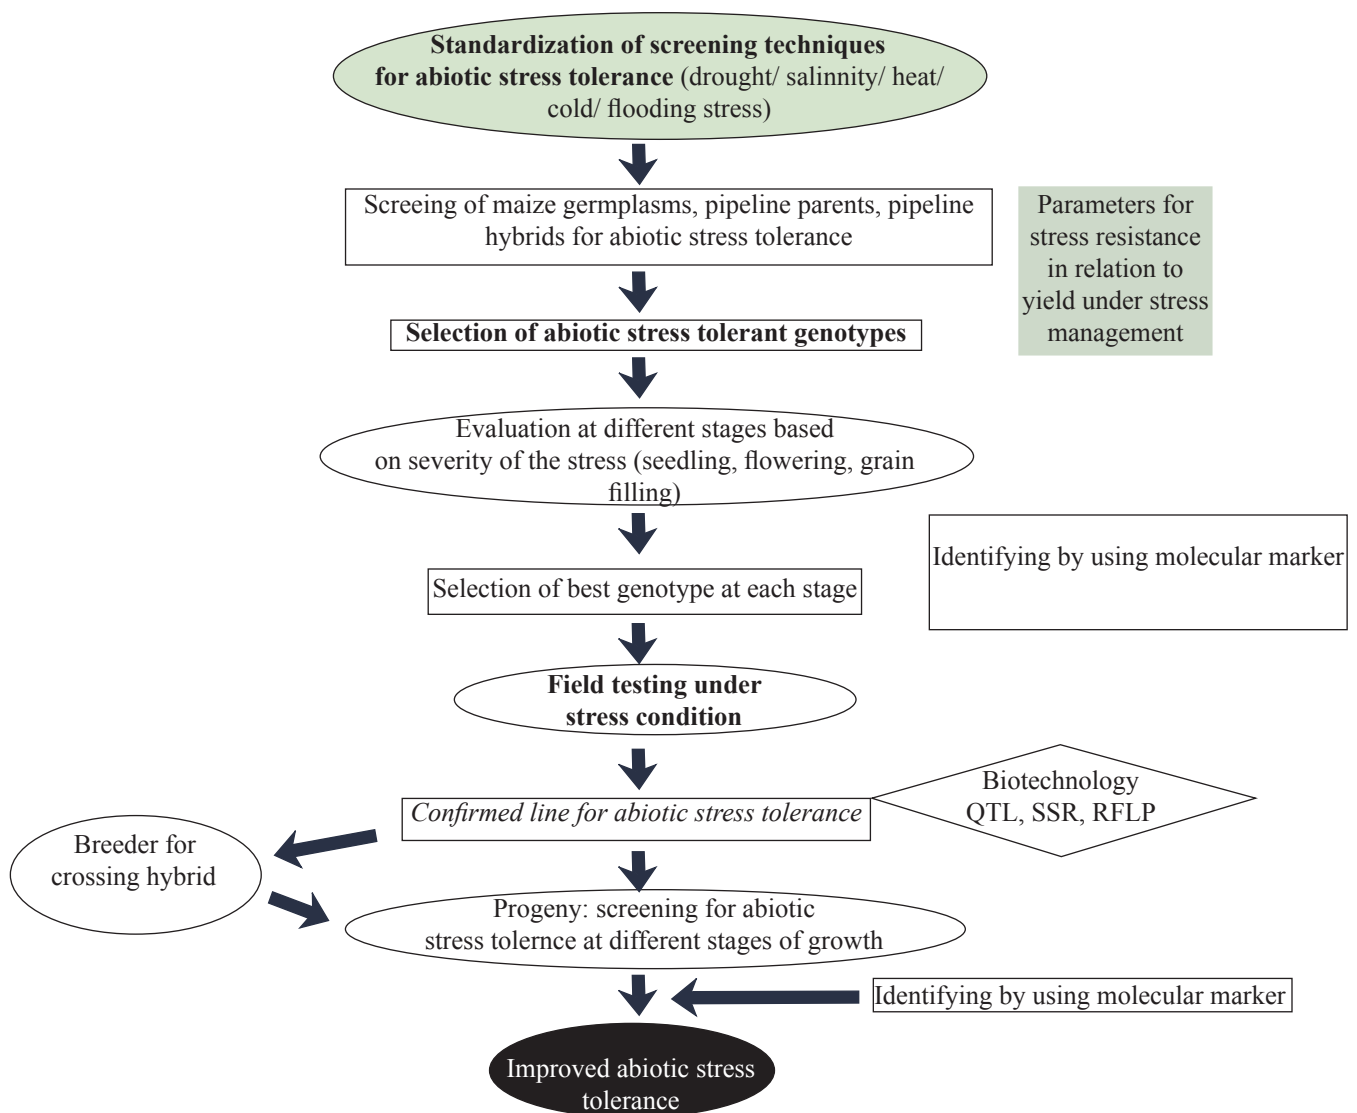 Standardization of screening techniques
for abiotic stress tolerance (drought/ salinnity/ heat/
cold/ flooding stress)
Screeing of maize germplasms, pipeline parents, pipeline
hybrids for abiotic stress tolerance
Parameters for
stress resistance
in relation to
yield under stress
management
Selection of abiotic stress tolerant genotypes
Evaluation at different stages based
on severity of the stress (seedling, flowering, grain
filling)
Identifying by using molecular marker
Selection of best genotype at each stage
Field testing under
stress condition
Biotechnology
QTL, SSR, RFLP
Confirmed line for abiotic stress tolerance
Breeder for
crossing hybrid
Progeny: screening for abiotic
stress tolernce at different stages of growth
Identifying by using molecular marker
Improved abiotic stress
tolerance